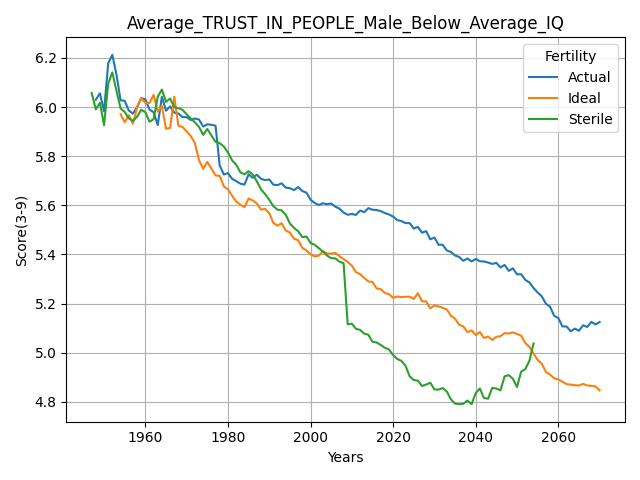 Average_TRUST_IN_PEOPLE_Male_Below_Average_IQ
Fertility
Actual
Ideal
Sterile
Score(3-9)
6.2
6.0
5.8
5.6
5.4
5.2
5.0
4.8
1960 1980 2000 2020 2040 2060
Years